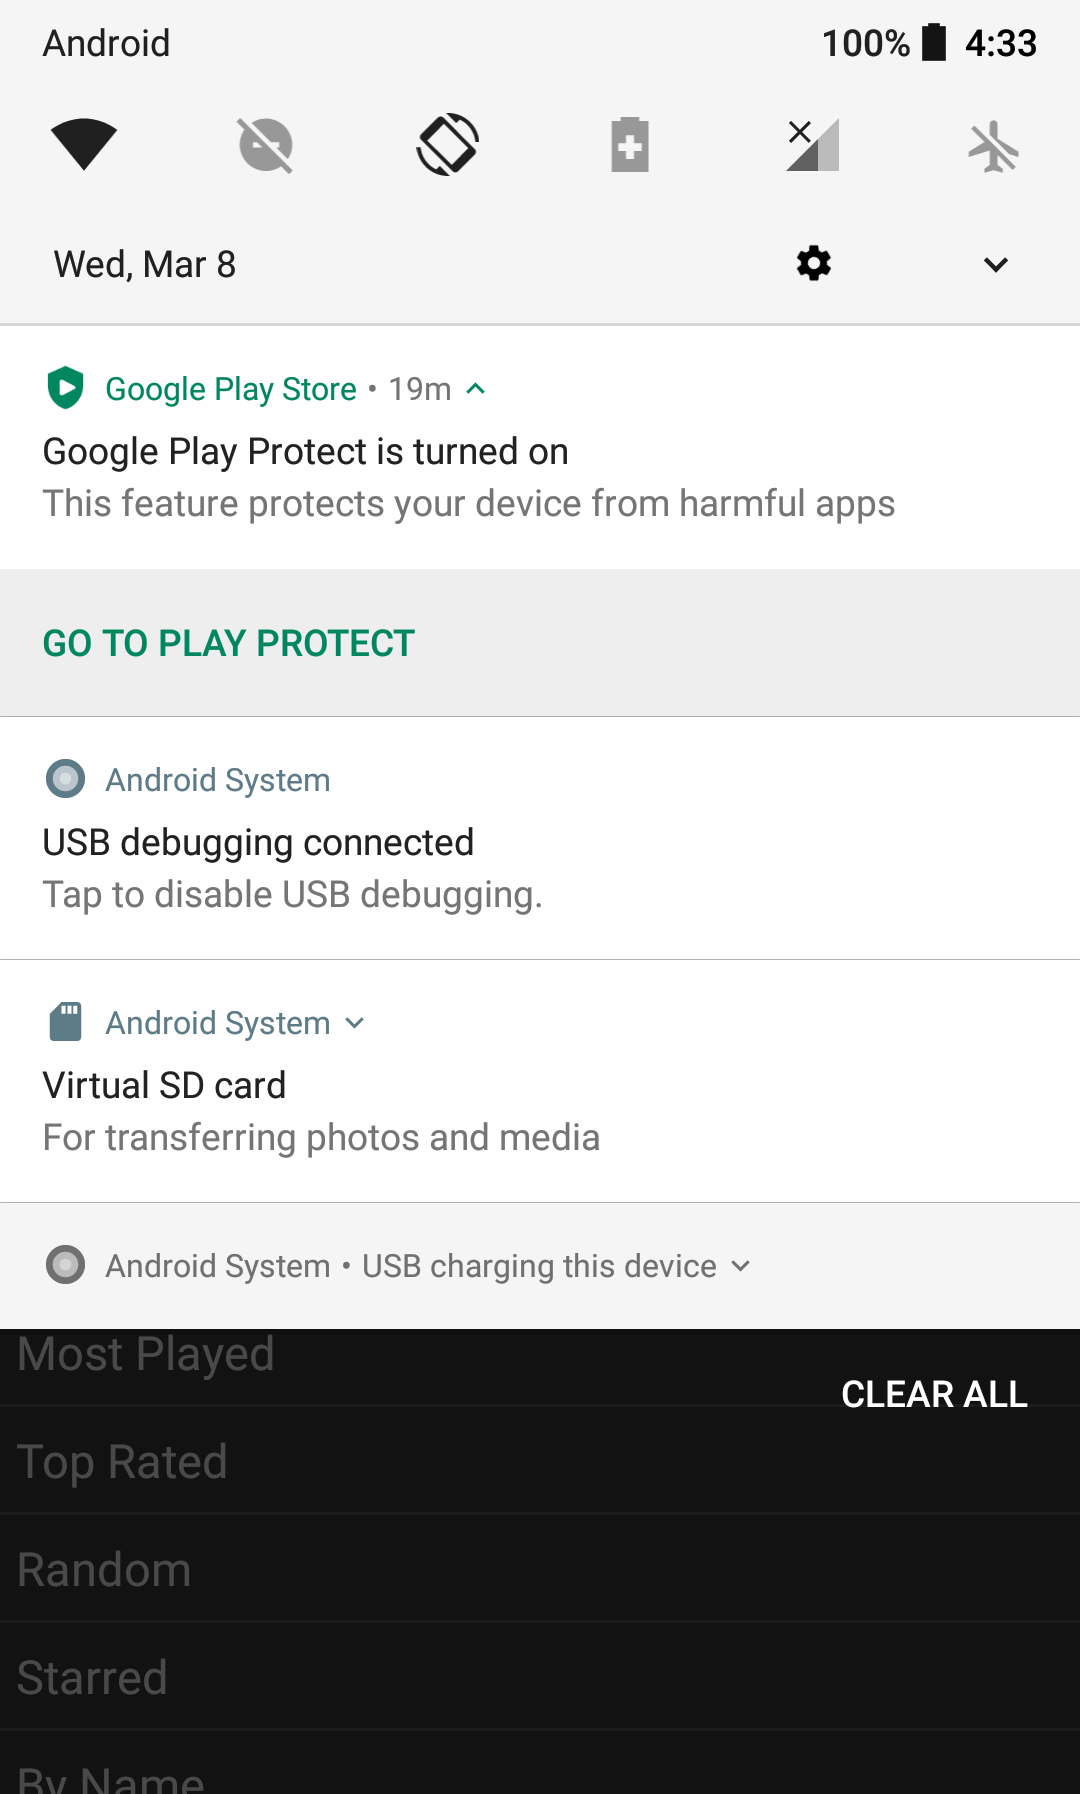 Android 100% 4:33
Wed, Mar 8
Google Play Store • 19m
Google Play Protect is turned on
This feature protects your device from harmful apps
GO TO PLAY PROTECT
Android System
USB debugging connected
Tap to disable USB debugging.
Android System
Virtual SD card
For transferring photos and media
Android System • USB charging this device
Most Played
CLEAR ALL
Top Rated
Random
Starred
By Name